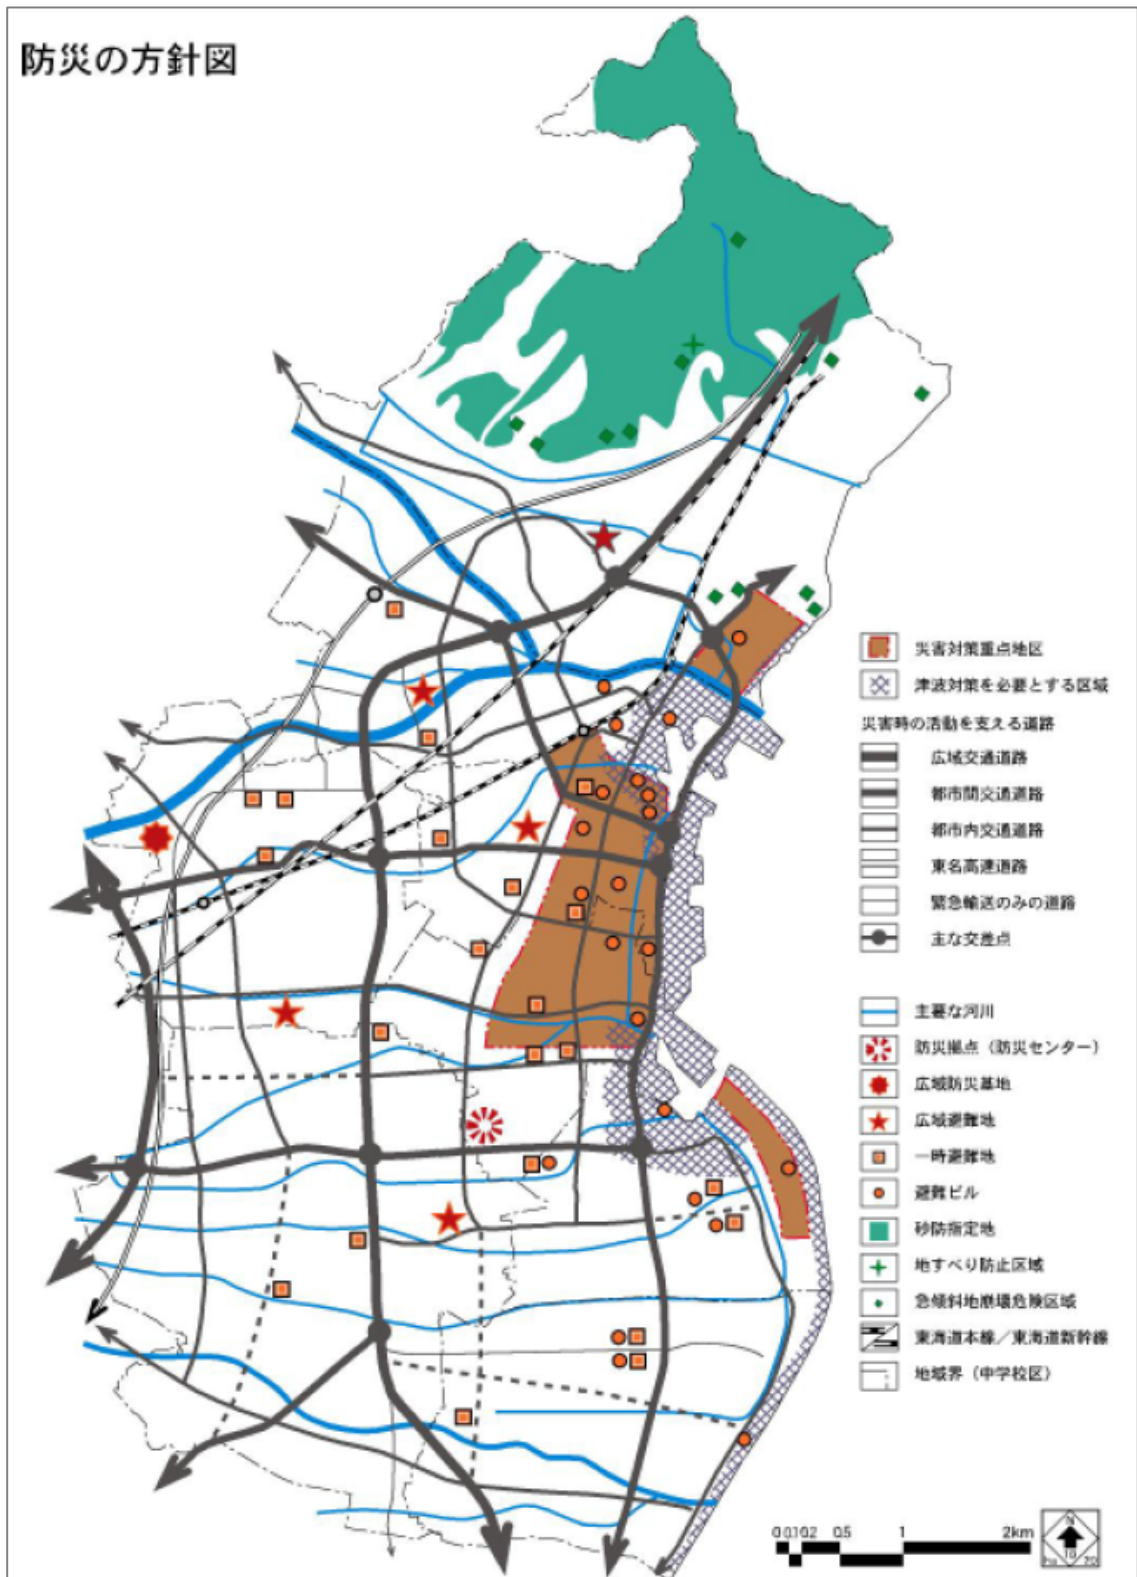 防災の方針図
災害対策重点地区
津波対策を必要とする区域
災害時の活動を支える道路
広域交通道路
都市間交通道路
都市内交通道路
東名高速道路
緊急輸送のみの道路
主な交差点
主要な河川
防災拠点（防災センター）
広域防災基地
広域避難地
一時避難地
避難ビル
砂防指定地
地すべり防止区域
急傾斜地崩壊危険区域
東海道本線／東海道新幹線
地域界（中学校区）
0 0.1 0.2 0.5 1 2km
N